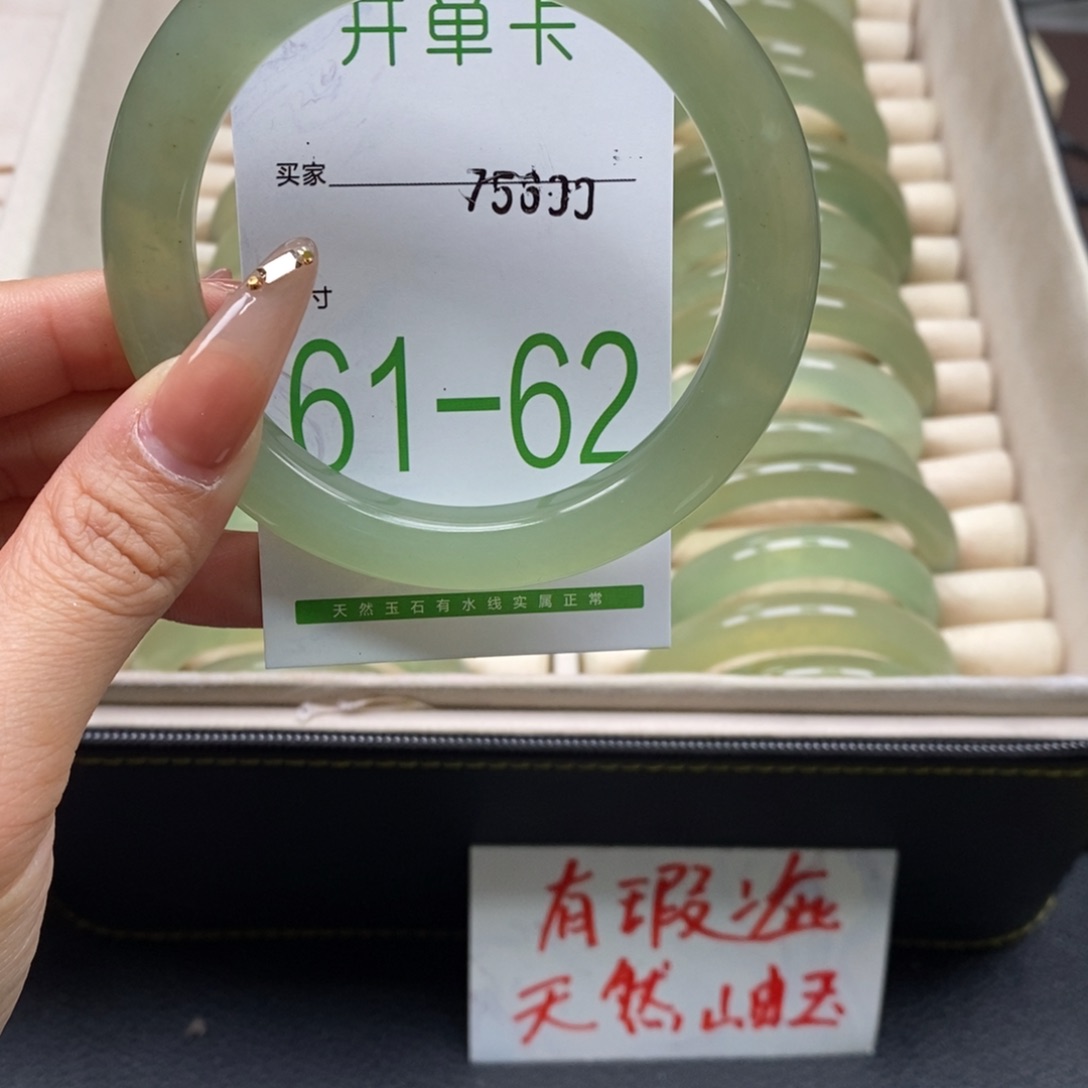 开单卡
买家
寸
61-62
天然玉石有水线实属正常
有瑕疵
天然岫玉